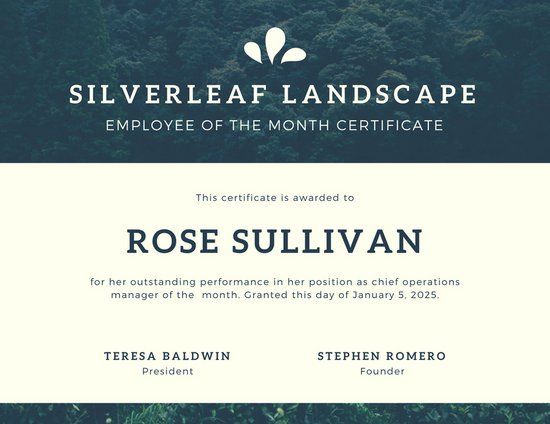 SILVERLEAF LANDSCAPE
EMPLOYEE OF THE MONTH CERTIFICATE
This certificate is awarded to
ROSE SULLIVAN
for her outstanding performance in her position as chief operations
manager of the  month. Granted this day of January 5, 2025.
TERESA BALDWIN
President
STEPHEN ROMERO
Founder